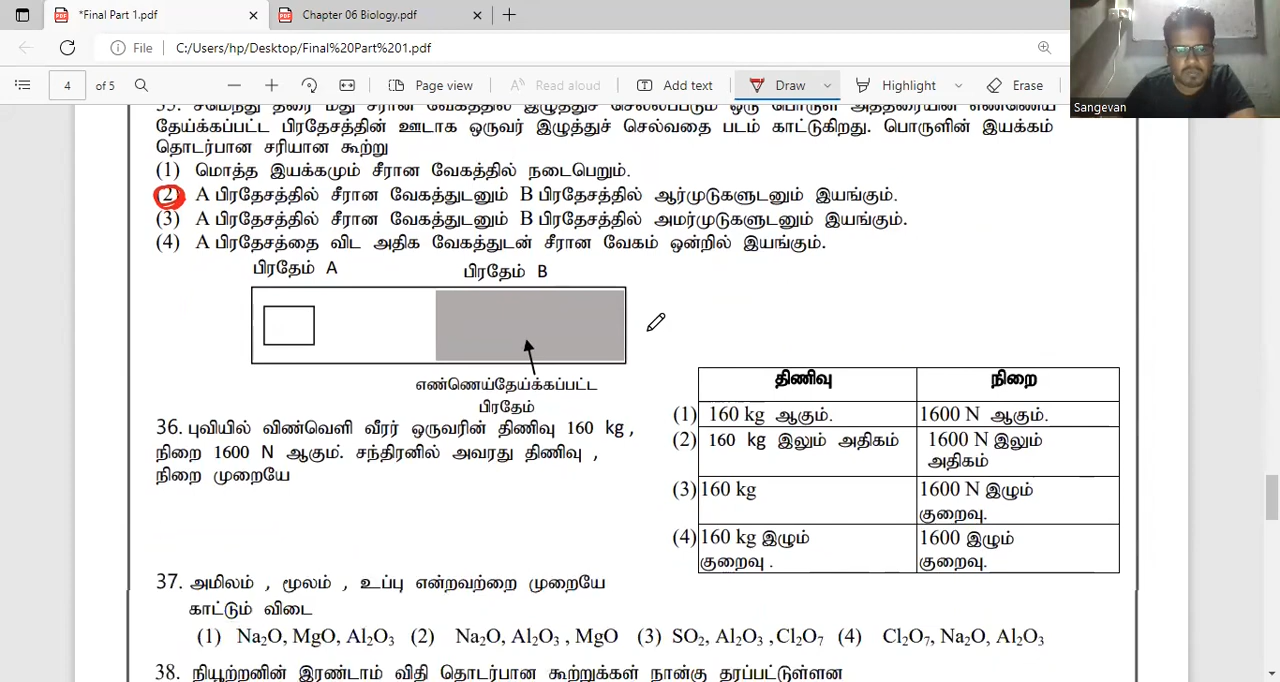 *Final Part 1.pdf
Chapter 06 Biology.pdf
File C:/Users/hp/Desktop/Final%20Part%201.pdf
4 of 5 Page view Read aloud Add text Draw Highlight Erase
Sangevan
தேய்க்கப்பட்ட பிரதேசத்தின் ஊடாக ஒருவர் இழுத்துச் செல்வதை படம் காட்டுகிறது. பொருளின் இயக்கம்
தொடர்பான சரியான கூற்று
(1) மொத்த இயக்கமும் சீரான வேகத்தில் நடைபெறும்.
(2) A பிரதேசத்தில் சீரான வேகத்துடனும் B பிரதேசத்தில் ஆர்முடுகளுடனும் இயங்கும்.
(3) A பிரதேசத்தில் சீரான வேகத்துடனும் B பிரதேசத்தில் அமர்முடுகளுடனும் இயங்கும்.
(4) A பிரதேசத்தை விட அதிக வேகத்துடன் சீரான வேகம் ஒன்றில் இயங்கும்.
பிரதேம் A
பிரதேம் B
எண்ணெய்தேய்க்கப்பட்ட
பிரதேம்
36. புவியில் விண்வெளி வீரர் ஒருவரின் திணிவு 160 kg,
நிறை 1600 N ஆகும். சந்திரனில் அவரது திணிவு ,
நிறை முறையே
திணிவு நிறை
(1) 160 kg ஆகும். 1600 N ஆகும்.
(2) 160 kg இலும் அதிகம் 1600 N இலும்
அதிகம்
(3) 160 kg 1600 N இழும்
குறைவு.
(4) 160 kg இழும் 1600 இழும்
குறைவு . குறைவு.
37. அமிலம் , மூலம் , உப்பு என்றவற்றை முறையே
காட்டும் விடை
(1) Na₂O, MgO, Al₂O₃ (2) Na₂O, Al₂O₃ , MgO (3) SO₂, Al₂O₃ ,Cl₂O₇ (4) Cl₂O₇, Na₂O, Al₂O₃
38. நியூற்றனின் இரண்டாம் விதி தொடர்பான கூற்றுக்கள் நான்கு தரப்பட்டுள்ளன